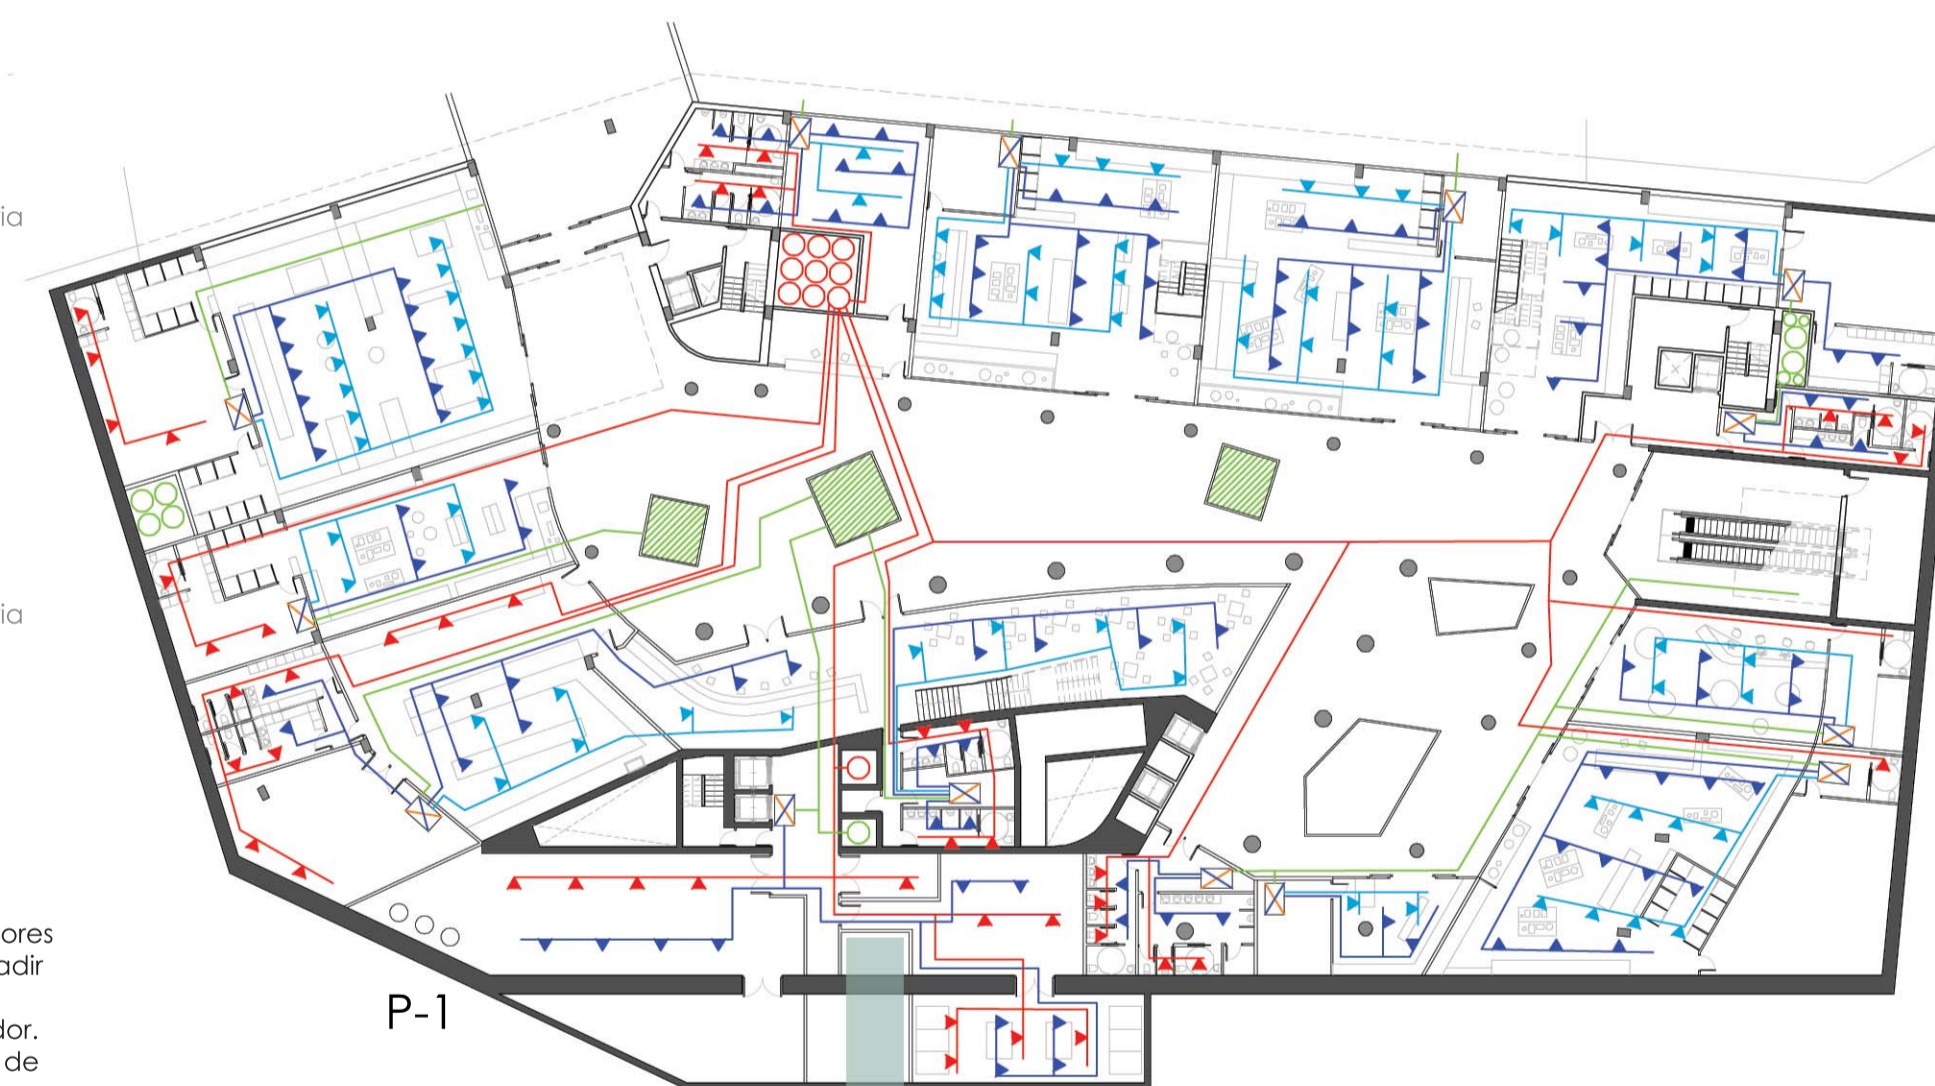 ia
ia
ores
adir
dor.
de
P-1